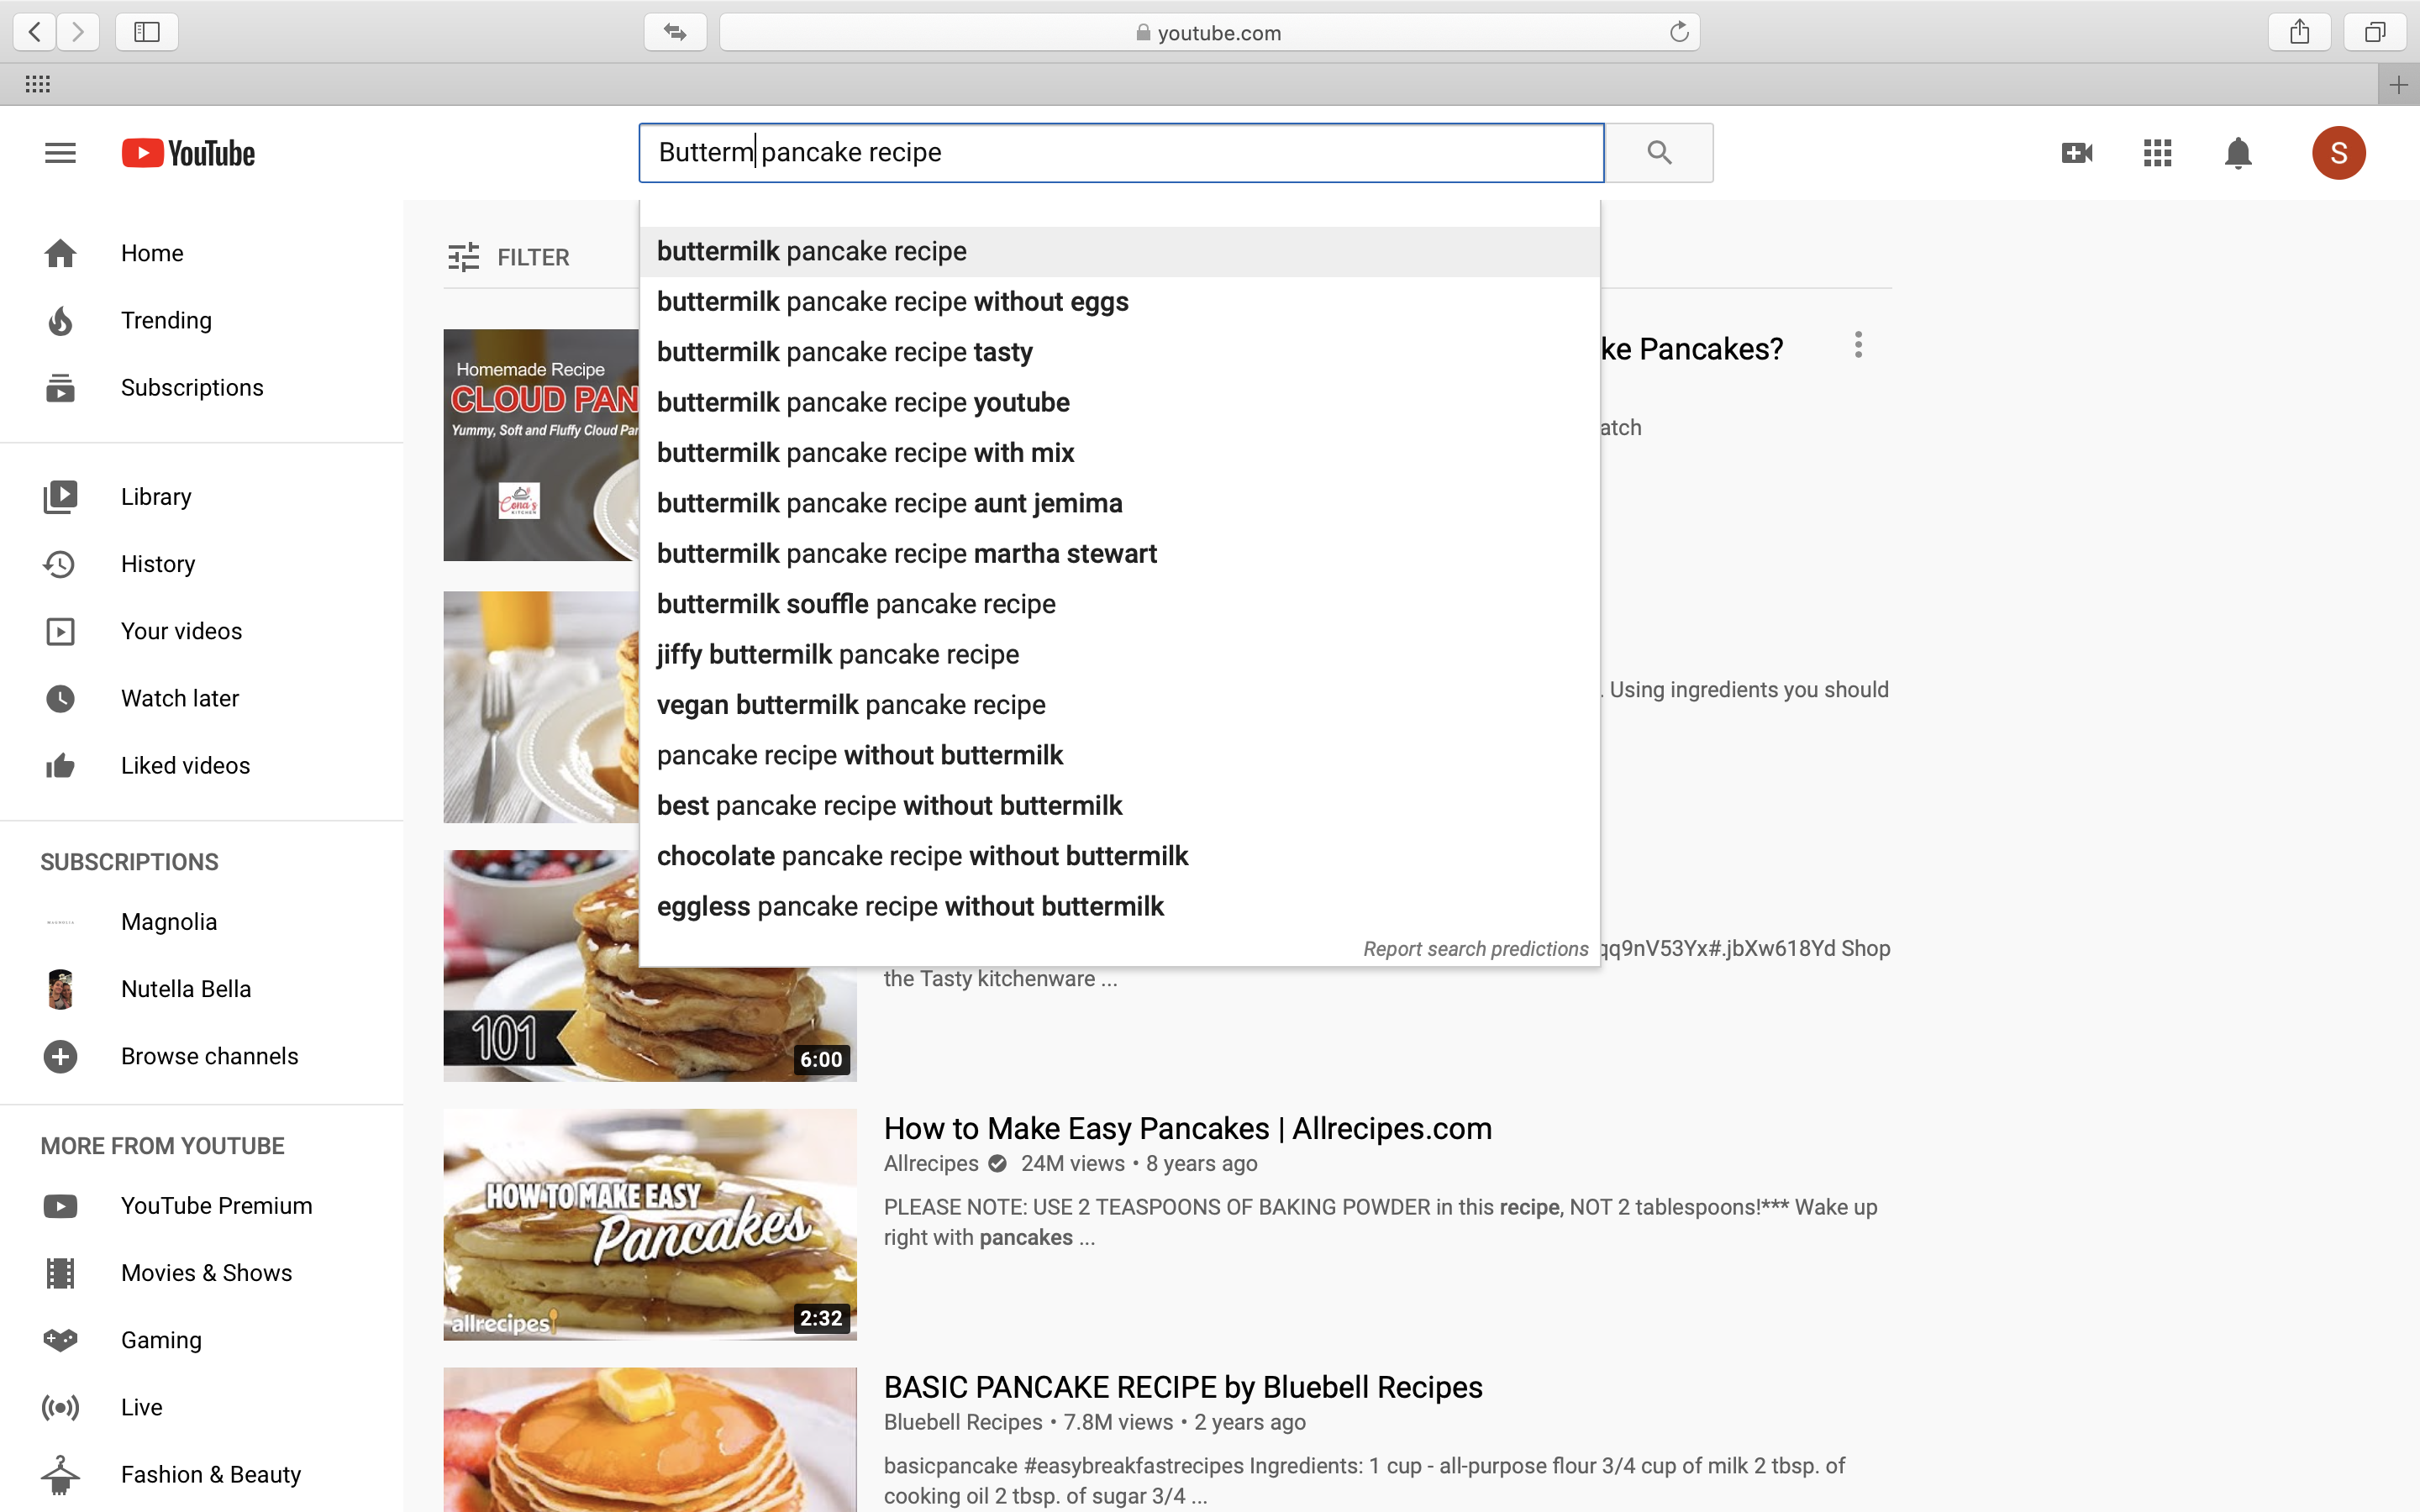 youtube.com
YouTube
Butterm pancake recipe
S
Home
Trending
Subscriptions
Library
History
Your videos
Watch later
Liked videos
SUBSCRIPTIONS
Magnolia
Nutella Bella
Browse channels
MORE FROM YOUTUBE
YouTube Premium
Movies & Shows
Gaming
Live
Fashion & Beauty
FILTER
buttermilk pancake recipe
buttermilk pancake recipe without eggs
buttermilk pancake recipe tasty
buttermilk pancake recipe youtube
buttermilk pancake recipe with mix
buttermilk pancake recipe aunt jemima
buttermilk pancake recipe martha stewart
buttermilk souffle pancake recipe
jiffy buttermilk pancake recipe
vegan buttermilk pancake recipe
pancake recipe without buttermilk
best pancake recipe without buttermilk
chocolate pancake recipe without buttermilk
eggless pancake recipe without buttermilk
Report search predictions
Homemade Recipe
CLOUD PAN
Yummy, Soft and Fluffy Cloud Pan
Cona's
KITCHEN
ke Pancakes?
atch
. Using ingredients you should
qq9nV53Yx#.jbXw618Yd Shop
the Tasty kitchenware ...
101
6:00
HOW TO MAKE EASY
Pancakes
allrecipes
2:32
How to Make Easy Pancakes | Allrecipes.com
Allrecipes 24M views • 8 years ago
PLEASE NOTE: USE 2 TEASPOONS OF BAKING POWDER in this recipe, NOT 2 tablespoons!*** Wake up
right with pancakes ...
BASIC PANCAKE RECIPE by Bluebell Recipes
Bluebell Recipes • 7.8M views • 2 years ago
basicpancake #easybreakfastrecipes Ingredients: 1 cup - all-purpose flour 3/4 cup of milk 2 tbsp. of
cooking oil 2 tbsp. of sugar 3/4 ...